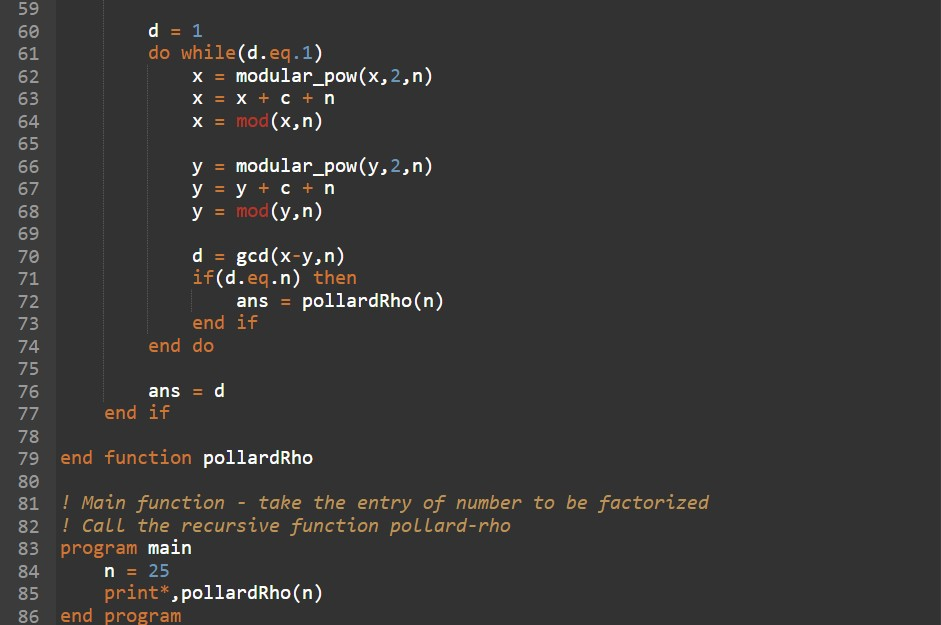 59
60 d = 1
61 do while(d.eq.1)
62 x = modular_pow(x,2,n)
63 x = x + c + n
64 x = mod(x,n)
65
66 y = modular_pow(y,2,n)
67 y = y + c + n
68 y = mod(y,n)
69
70 d = gcd(x-y,n)
71 if(d.eq.n) then
72 ans = pollardRho(n)
73 end if
74 end do
75
76 ans = d
77 end if
78
79 end function pollardRho
80
81 ! Main function - take the entry of number to be factorized
82 ! Call the recursive function pollard-rho
83 program main
84 n = 25
85 print*,pollardRho(n)
86 end program